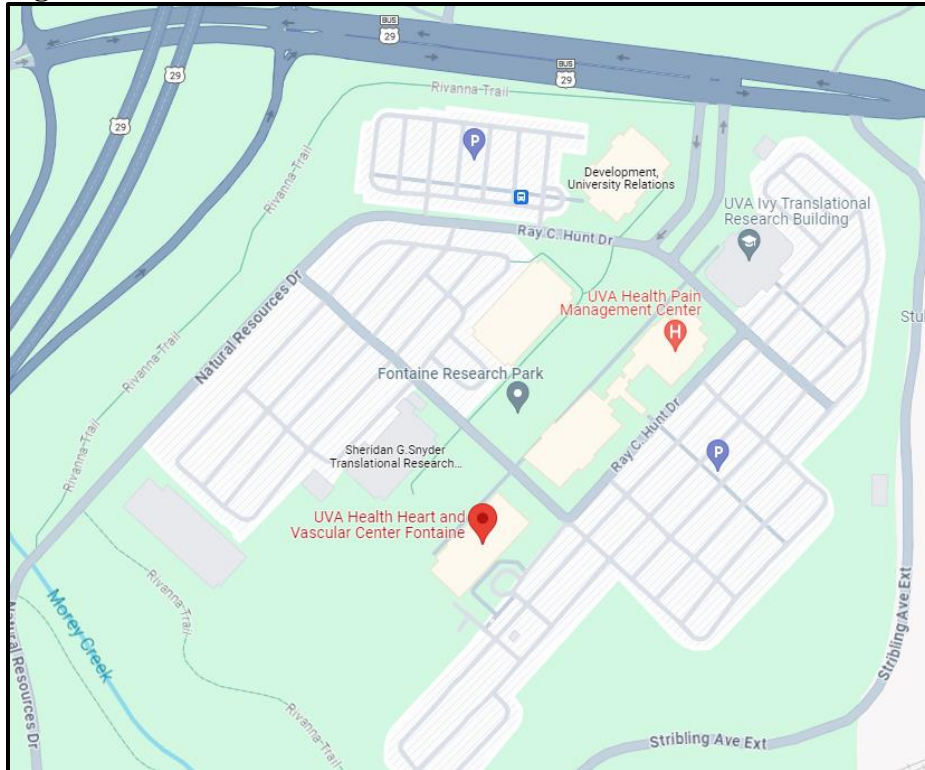 BUS
29
BUS
29
29
29
Rivanna Trail
Rivanna-Trail
P
Development,
University Relations
UVA Ivy Translational
Research Building
Ray C. Hunt Dr
Natural Resources Dr
UVA Health Pain
Management Center
H
Rivanna-Trail
Fontaine Research Park
Ray C. Hunt Dr
P
Rivanna-Trail
Sheridan G.Snyder
Translational Research...
UVA Health Heart and
Vascular Center Fontaine
Rivanna-Trail
Morey Creek
Natural Resources Dr
Rivanna-Trail
Stribling Ave Ext
Stribling Ave Ext